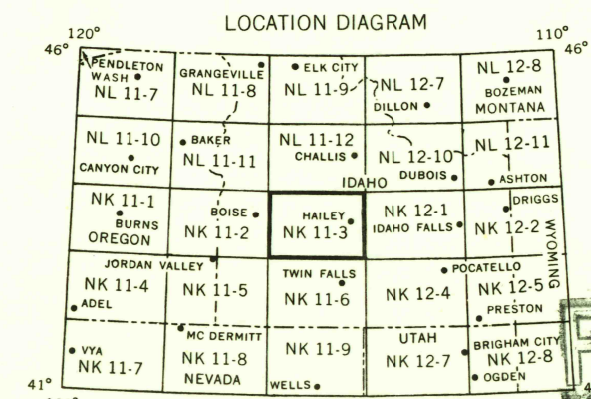 LOCATION DIAGRAM
120° 110°
46° 46°
PENDLETON
WASH
NL 11-7
GRANGEVILLE
NL 11-8
ELK CITY
NL 11-9
NL 12-7
DILLON
NL 12-8
BOZEMAN
MONTANA
NL 11-10
CANYON CITY
BAKER
NL 11-11
NL 11-12
CHALLIS
NL 12-10
DUBOIS
NL 12-11
ASHTON
IDAHO
NK 11-1
BURNS
OREGON
BOISE
NK 11-2
HAILEY
NK 11-3
NK 12-1
IDAHO FALLS
DRIGGS
NK 12-2
WYOMING
JORDAN VALLEY
NK 11-4
ADEL
NK 11-5
TWIN FALLS
NK 11-6
POCATELLO
NK 12-4
NK 12-5
PRESTON
VYA
NK 11-7
MC DERMITT
NK 11-8
NEVADA
NK 11-9
WELLS
UTAH
NK 12-7
BRIGHAM CITY
NK 12-8
OGDEN
41°